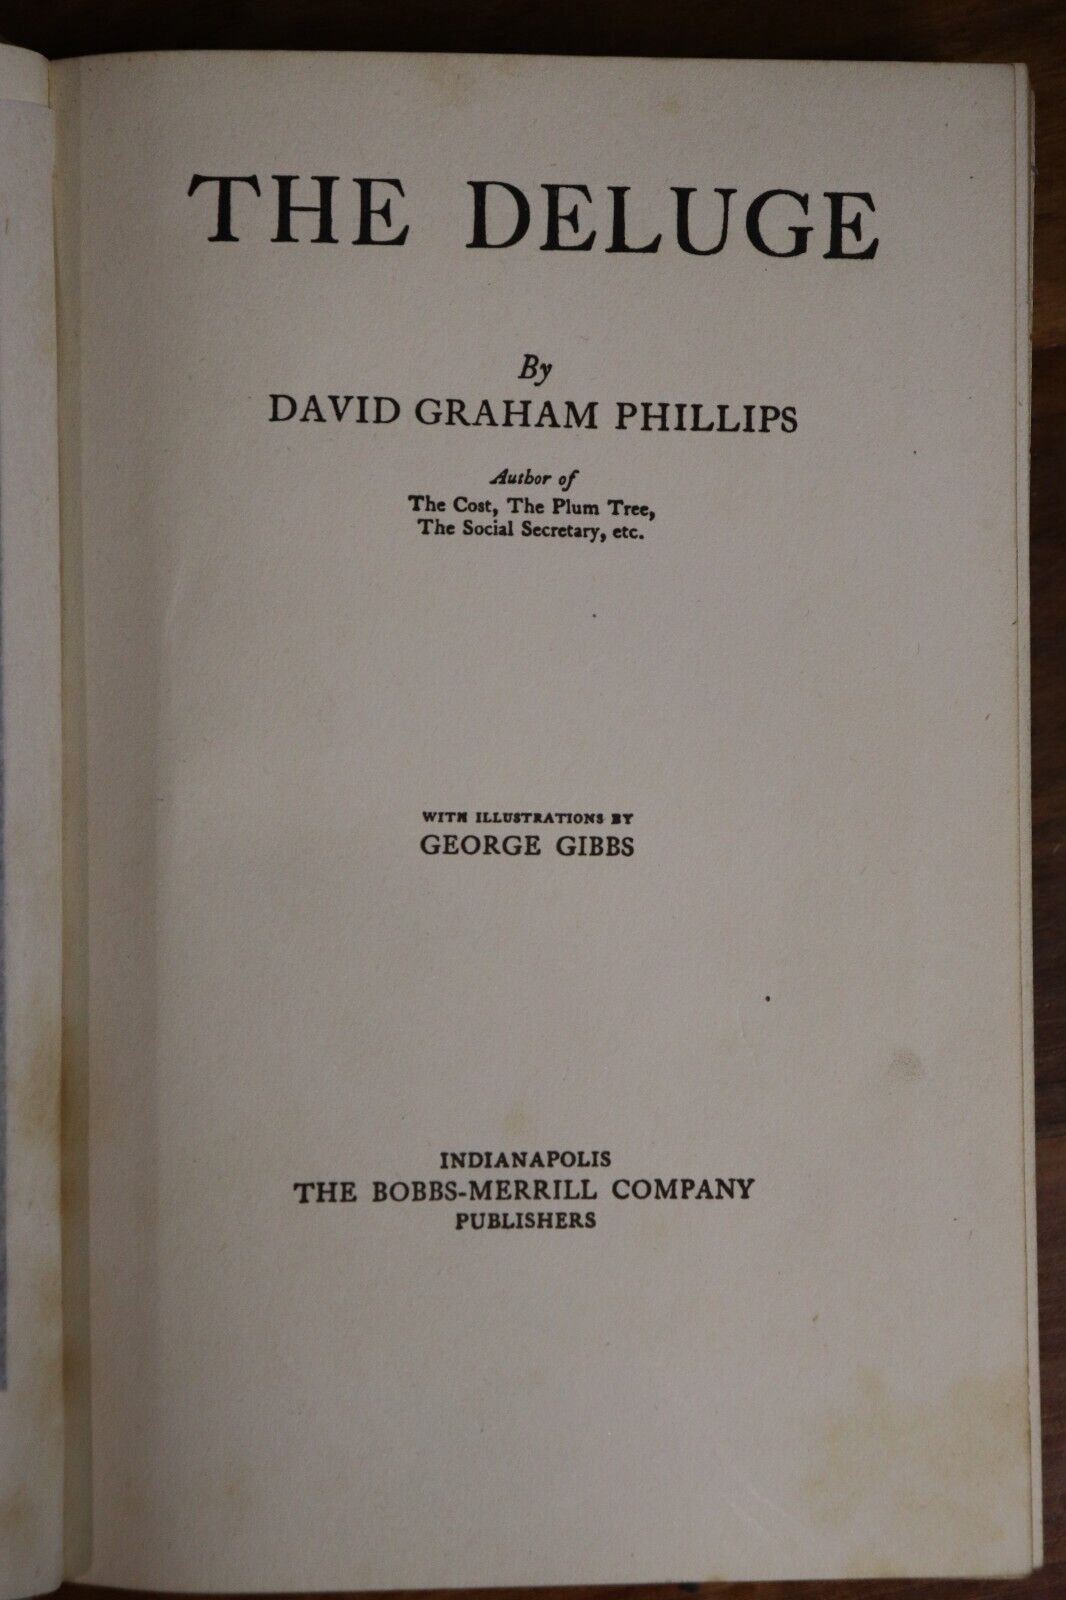 THE DELUGE
By
DAVID GRAHAM PHILLIPS
Author of
The Cost, The Plum Tree,
The Social Secretary, etc.
WITH ILLUSTRATIONS BY
GEORGE GIBBS
INDIANAPOLIS
THE BOBBS-MERRILL COMPANY
PUBLISHERS